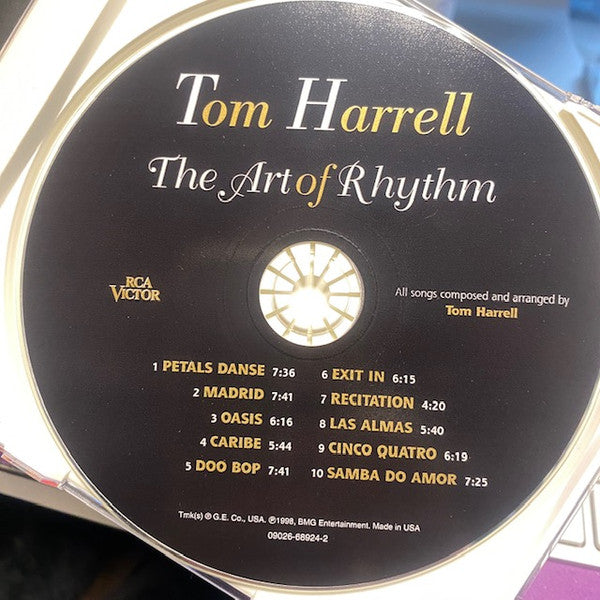 Tom Harrell
The Art of Rhythm
RCA
VICTOR
All songs composed and arranged by
Tom Harrell
1 PETALS DANSE 7:36
2 MADRID 7:41
3 OASIS 6:16
4 CARIBE 5:44
5 DOO BOP 7:41
6 EXIT IN 6:15
7 RECITATION 4:20
8 LAS ALMAS 5:40
9 CINCO QUATRO 6:19
10 SAMBA DO AMOR 7:25
Tmk(s) ® G.E. Co., USA. ℗1998, BMG Entertainment. Made in USA
09026-68924-2